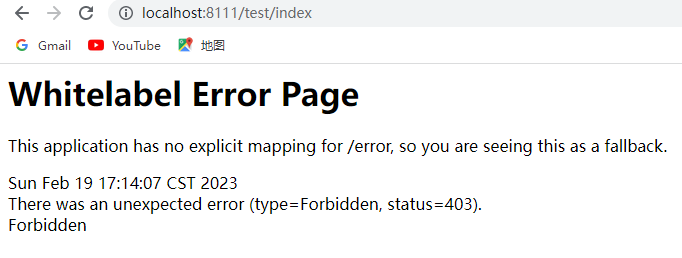 localhost:8111/test/index
Gmail YouTube 地图
Whitelabel Error Page
This application has no explicit mapping for /error, so you are seeing this as a fallback.
Sun Feb 19 17:14:07 CST 2023
There was an unexpected error (type=Forbidden, status=403).
Forbidden